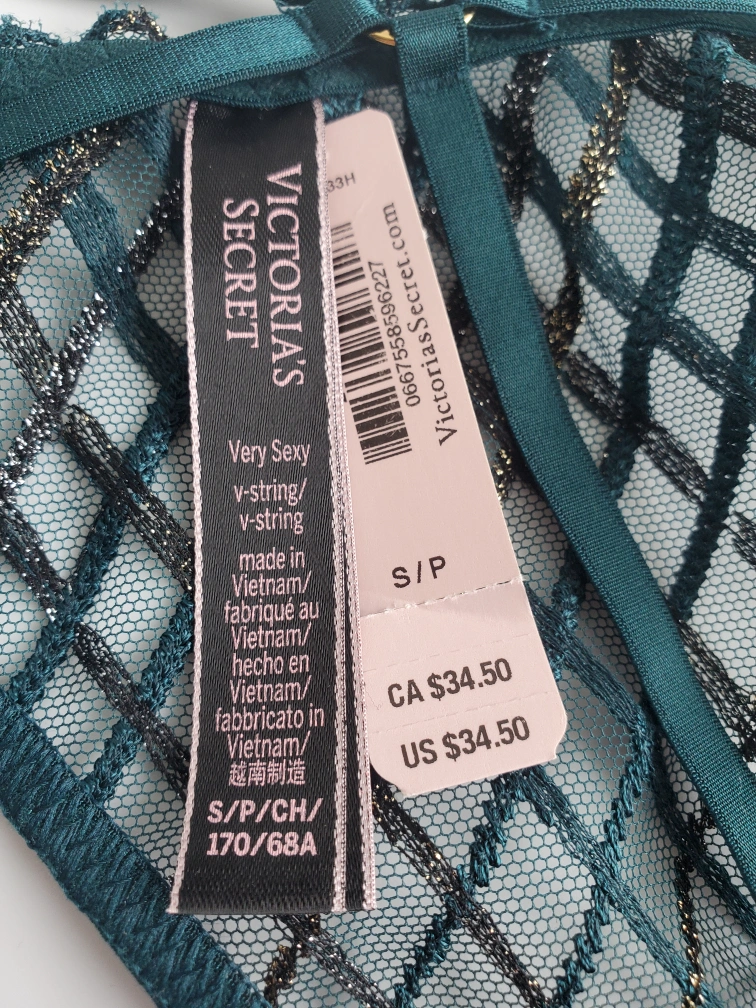 VICTORIA'S
SECRET
Very Sexy
v-string/
v-string
made in
Vietnam/
fabriqué au
Vietnam/
hecho en
Vietnam/
fabbricato in
Vietnam/
越南制造
S/P/CH/
170/68A
33H
06675585962227
VictoriasSecret.com
S/P
CA $34.50
US $34.50